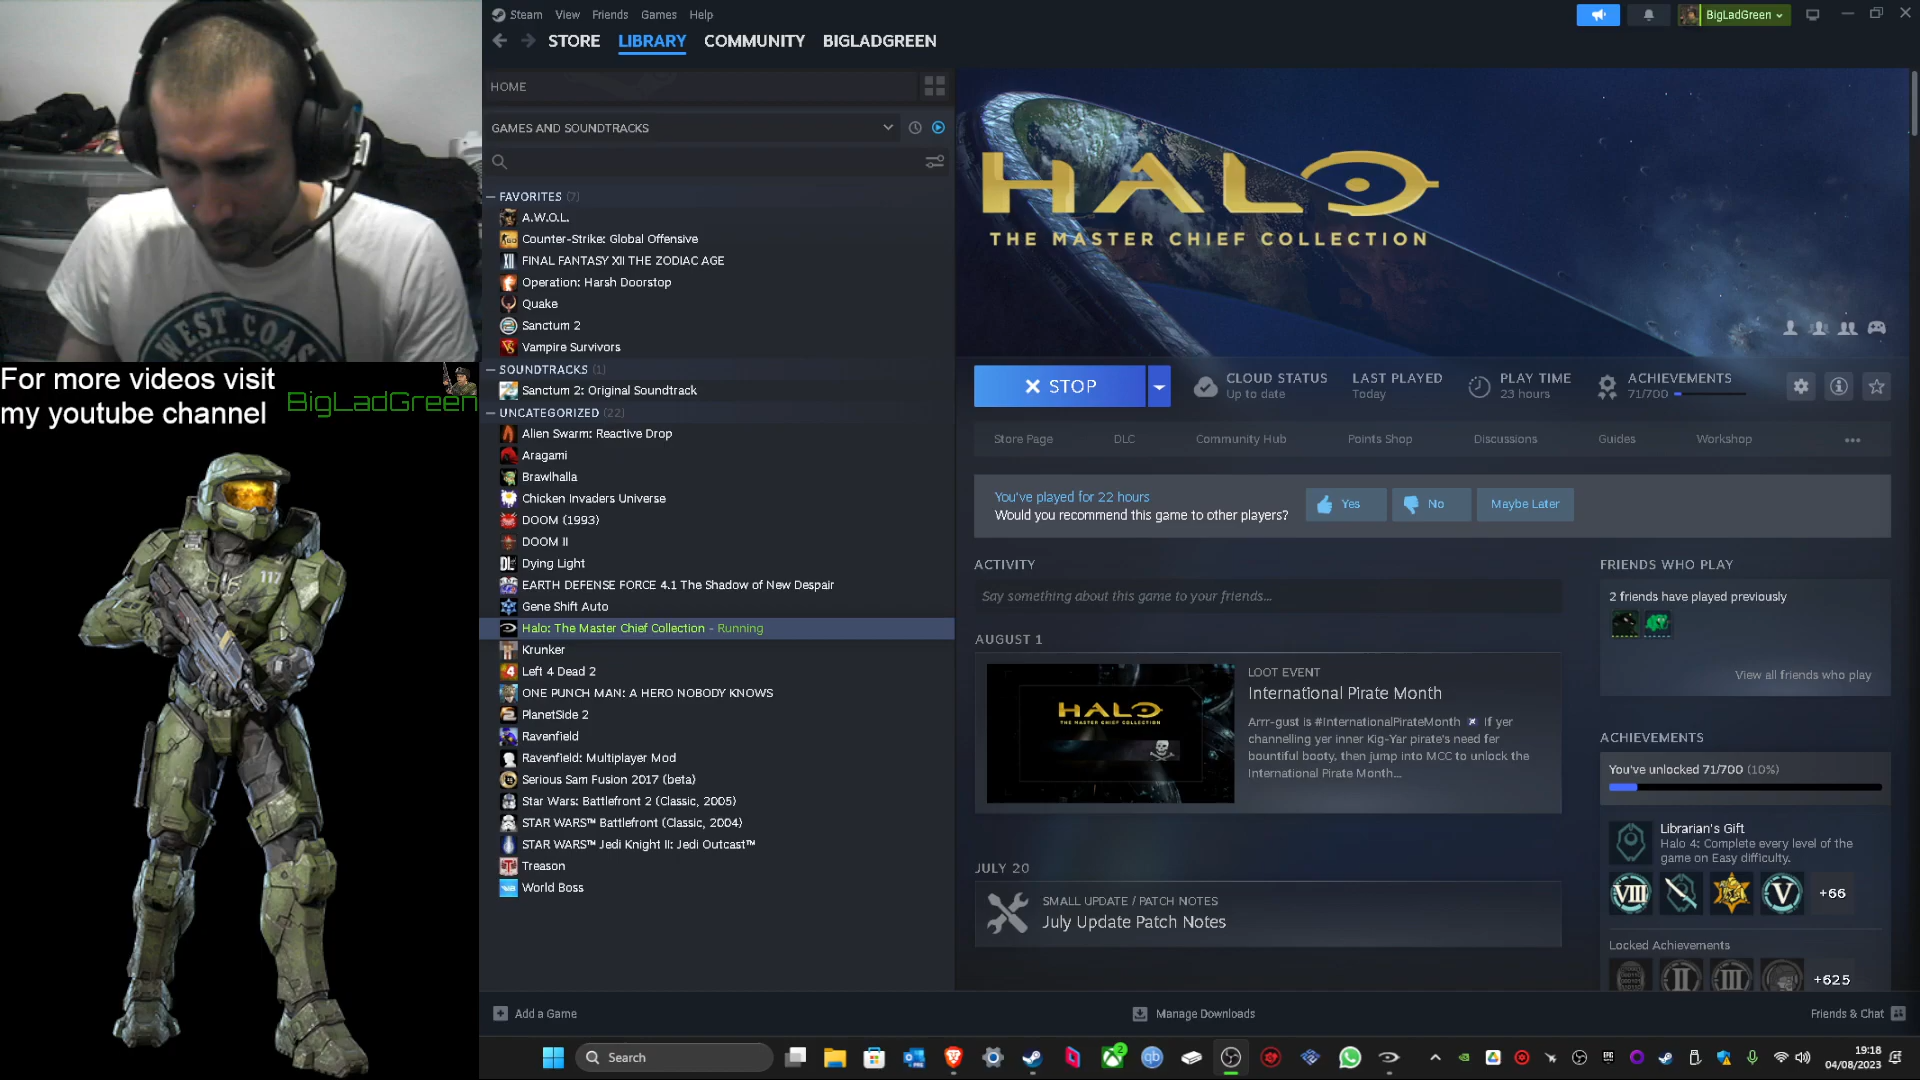 Steam View Friends Games Help
BigLadGreen
STORE LIBRARY COMMUNITY BIGLADGREEN
HOME
GAMES AND SOUNDTRACKS
FAVORITES (7)
A.W.O.L.
Counter-Strike: Global Offensive
FINAL FANTASY XII THE ZODIAC AGE
Operation: Harsh Doorstop
Quake
Sanctum 2
Vampire Survivors
SOUNDTRACKS (1)
Sanctum 2: Original Soundtrack
UNCATEGORIZED (22)
Alien Swarm: Reactive Drop
Aragami
Brawlhalla
Chicken Invaders Universe
DOOM (1993)
DOOM II
Dying Light
EARTH DEFENSE FORCE 4.1 The Shadow of New Despair
Gene Shift Auto
Halo: The Master Chief Collection - Running
Krunker
Left 4 Dead 2
ONE PUNCH MAN: A HERO NOBODY KNOWS
PlanetSide 2
Ravenfield
Ravenfield: Multiplayer Mod
Serious Sam Fusion 2017 (beta)
Star Wars: Battlefront 2 (Classic, 2005)
STAR WARS™ Battlefront (Classic, 2004)
STAR WARS™ Jedi Knight II: Jedi Outcast™
Treason
World Boss
HALO
THE MASTER CHIEF COLLECTION
STOP
CLOUD STATUS
Up to date
LAST PLAYED
Today
PLAY TIME
23 hours
ACHIEVEMENTS
71/700
Store Page DLC Community Hub Points Shop Discussions Guides Workshop
You've played for 22 hours
Would you recommend this game to other players?
Yes No Maybe Later
ACTIVITY
Say something about this game to your friends...
AUGUST 1
HALO
THE MASTER CHIEF COLLECTION
LOOT EVENT
International Pirate Month
Arrr-gust is #InternationalPirateMonth If yer
channelling yer inner Kig-Yar pirate's need fer
bountiful booty, then jump into MCC to unlock the
International Pirate Month...
JULY 20
SMALL UPDATE / PATCH NOTES
July Update Patch Notes
FRIENDS WHO PLAY
2 friends have played previously
View all friends who play
ACHIEVEMENTS
You've unlocked 71/700 (10%)
Librarian's Gift
Halo 4: Complete every level of the
game on Easy difficulty.
VIII V +66
Locked Achievements
II III +625
Add a Game
Manage Downloads
Friends & Chat
Search
2
qb
19:18
04/08/2023
WEST COAST
For more videos visit
my youtube channel
BigLadGreen
117